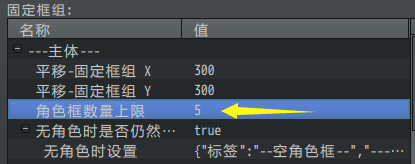 固定框组:
名称 值
---主体---
平移-固定框组 X 300
平移-固定框组 Y 300
角色框数量上限 5
无角色时是否仍然… true
无角色时设置 {"标签":"--空角色框--","---…